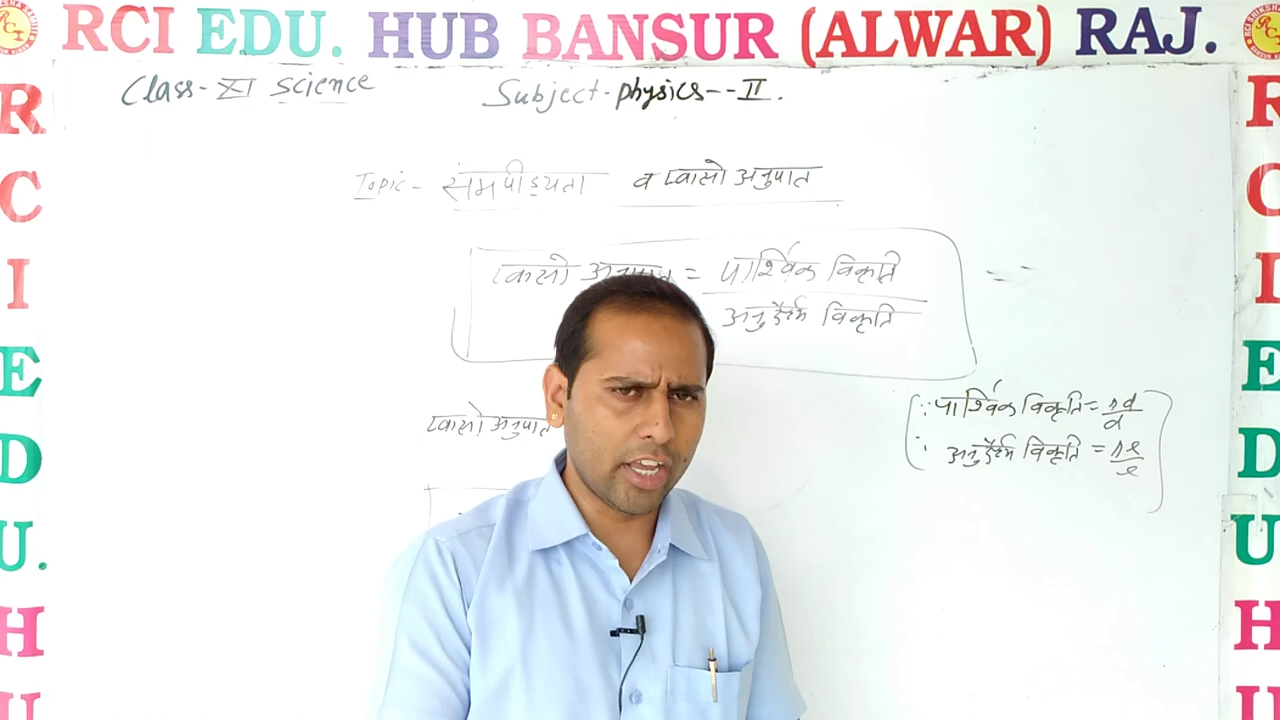 RCI EDU. HUB BANSUR (ALWAR) RAJ.
Class- XI Science
Subject- physics--II.
Topic- संमपीड्यता व प्वासो अनुपात
= पार्श्विक विकृति
अनुदैर्ध्य विकृति
प्वासो अनुपात
∵ पार्श्विक विकृति = Δd/d
∵ अनुदैर्ध्य विकृति = Δl/l
R
C
I
E
D
U.
H
U
R
C
I
E
D
U
H
U